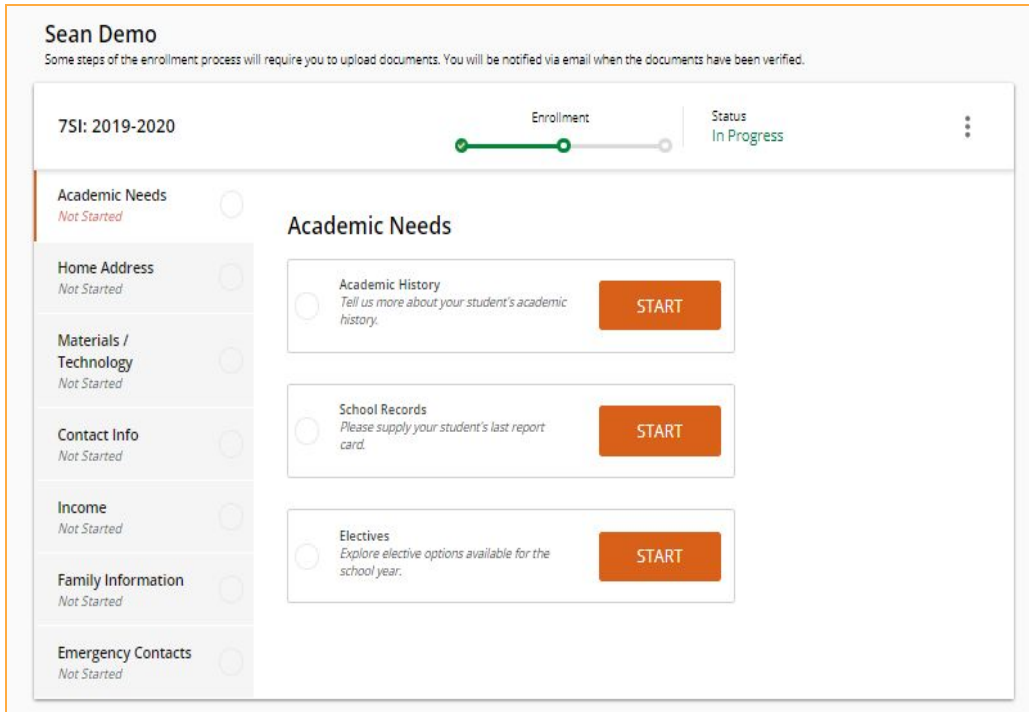 Sean Demo
Some steps of the enrollment process will require you to upload documents. You will be notified via email when the documents have been verified.
7SI: 2019-2020
Enrollment
Status
In Progress
Academic Needs
Not Started
Home Address
Not Started
Materials /
Technology
Not Started
Contact Info
Not Started
Income
Not Started
Family Information
Not Started
Emergency Contacts
Not Started
Academic Needs
Academic History
Tell us more about your student's academic
history.
START
School Records
Please supply your student's last report
card.
START
Electives
Explore elective options available for the
school year.
START